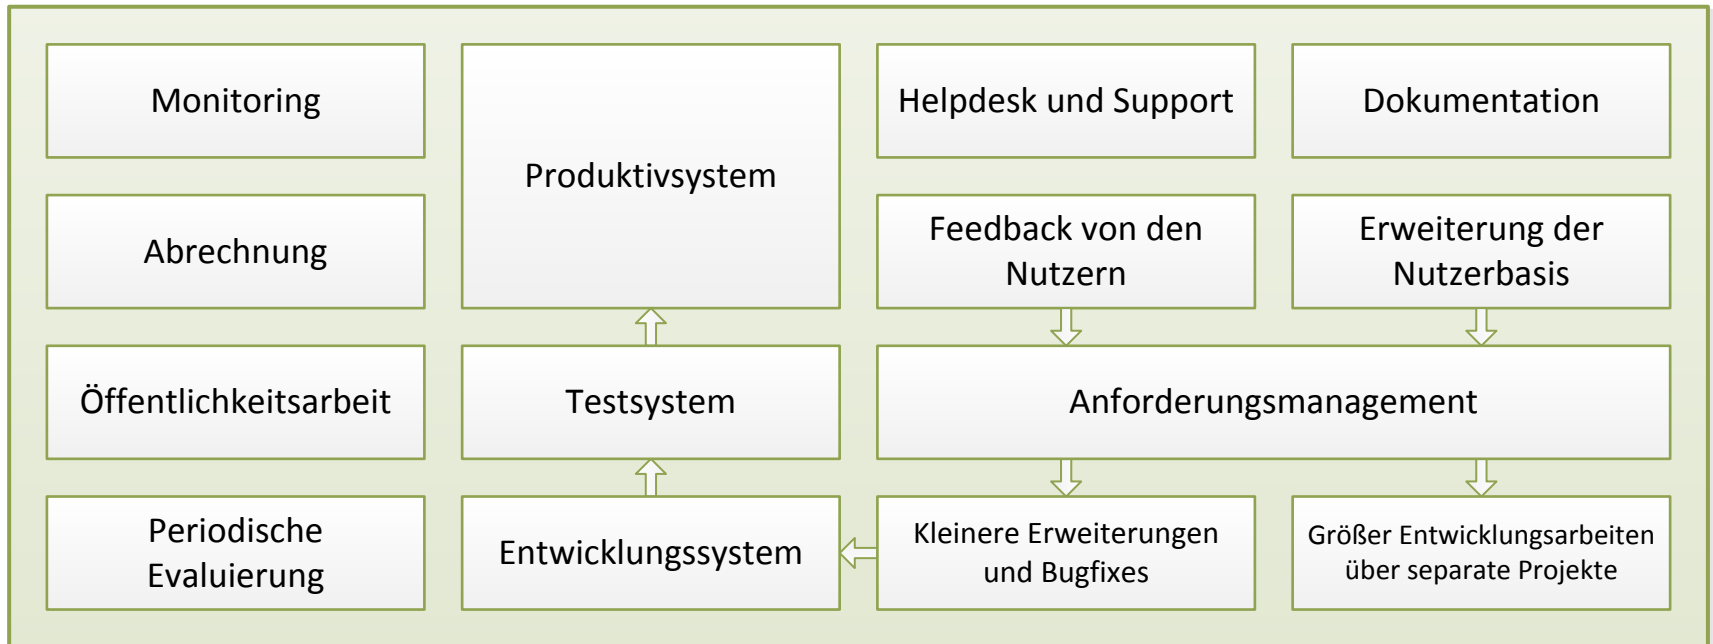 Monitoring
Produktivsystem
Helpdesk und Support
Dokumentation
Abrechnung
Feedback von den
Nutzern
Erweiterung der
Nutzerbasis
Öffentlichkeitsarbeit
Testsystem
Anforderungsmanagement
Periodische
Evaluierung
Entwicklungssystem
Kleinere Erweiterungen
und Bugfixes
Größer Entwicklungsarbeiten
über separate Projekte